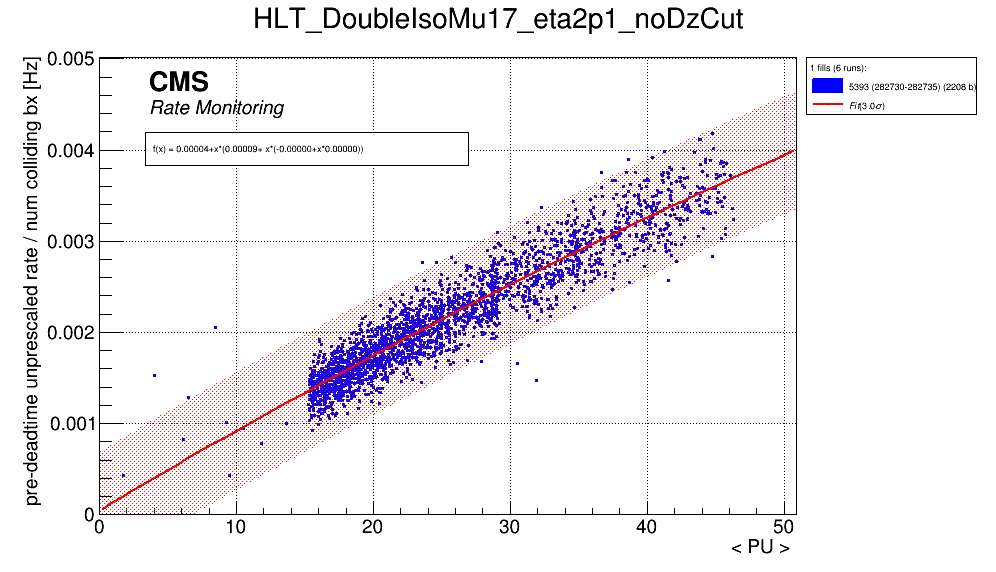 HLT_DoubleIsoMu17_eta2p1_noDzCut
pre-deadtime unprescaled rate / num colliding bx [Hz]
0.005
0.004
0.003
0.002
0.001
0
CMS
Rate Monitoring
f(x) = 0.00004+x*(0.00009+ x*(-0.00000+x*0.00000))
1 fills (6 runs):
5393 (282730-282735) (2208 b)
Fit(3.0σ)
0 10 20 30 40 50
< PU >